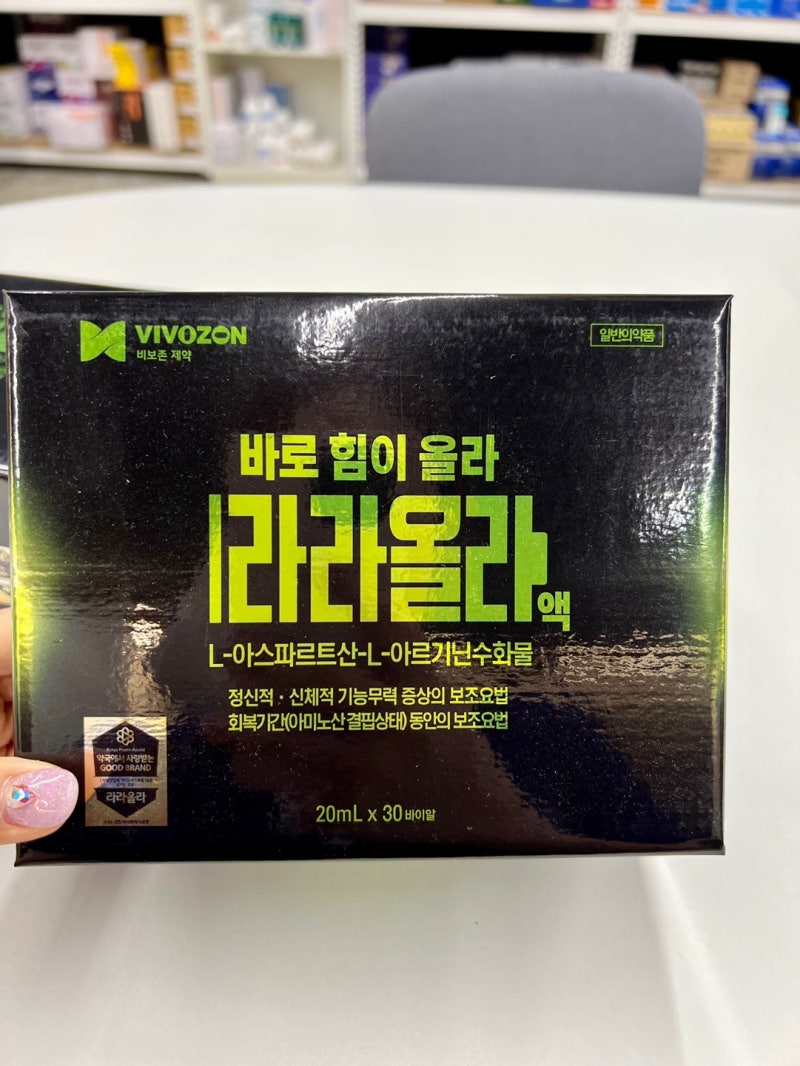 VIVOZON
비보존 제약
일반의약품
바로 힘이 올라
라라올라액
L-아스파르트산-L-아르기닌수화물
정신적·신체적 기능무력 증상의 보조요법
회복기간(아미노산 결핍상태) 동안의 보조요법
약국에서 사랑받는
GOOD BRAND
라라올라
20mL x 30 바이알